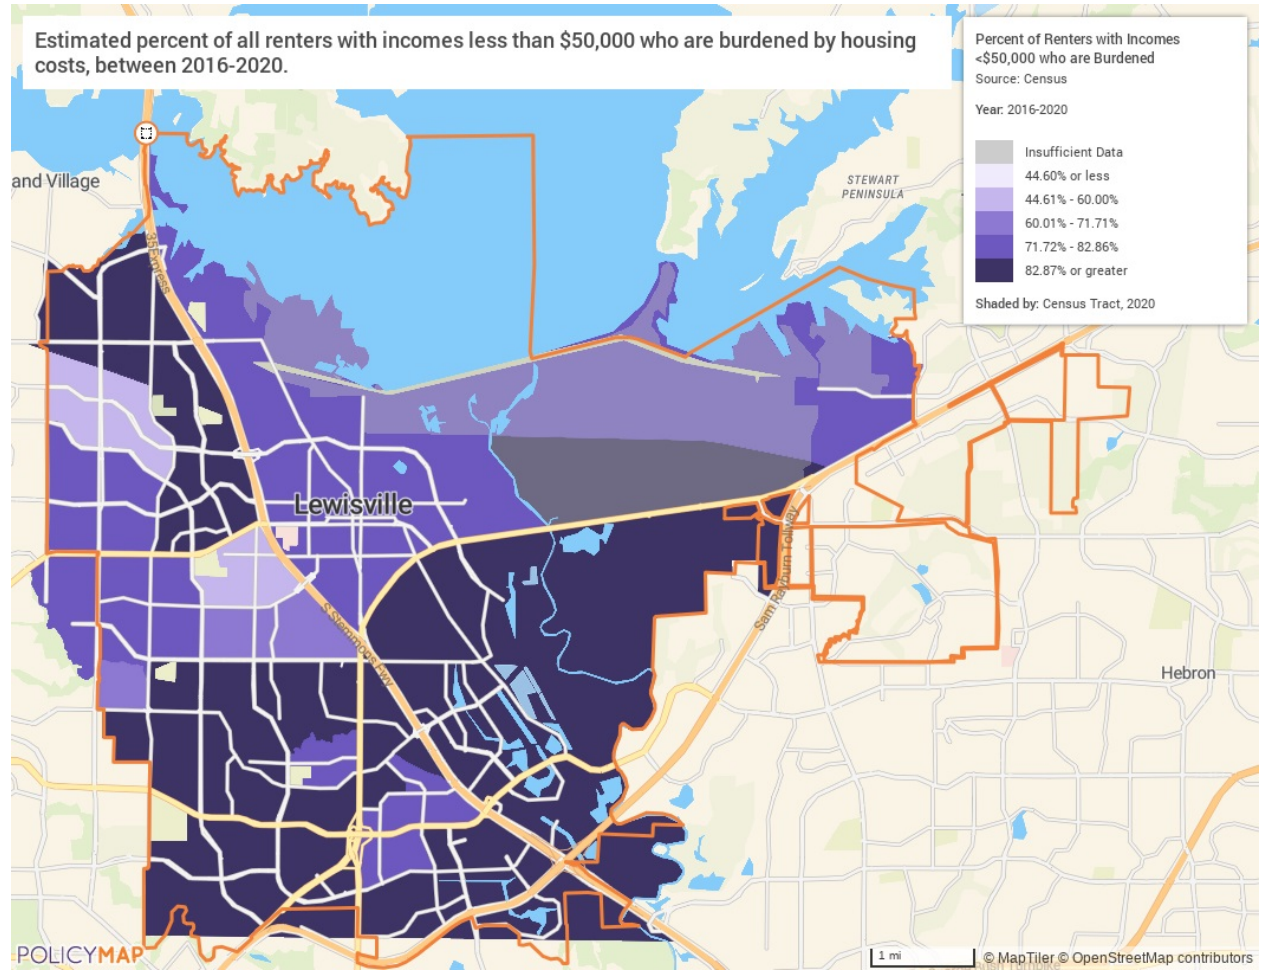 Estimated percent of all renters with incomes less than $50,000 who are burdened by housing
costs, between 2016-2020.
Percent of Renters with Incomes
<$50,000 who are Burdened
Source: Census
Year: 2016-2020
Insufficient Data
44.60% or less
44.61% - 60.00%
60.01% - 71.71%
71.72% - 82.86%
82.87% or greater
Shaded by: Census Tract, 2020
and Village
STEWART
PENINSULA
35Express
Lewisville
S Stemmons Fwy
Sam Rayburn Tollway
Hebron
POLICYMAP
1 mi
© MapTiler © OpenStreetMap contributors